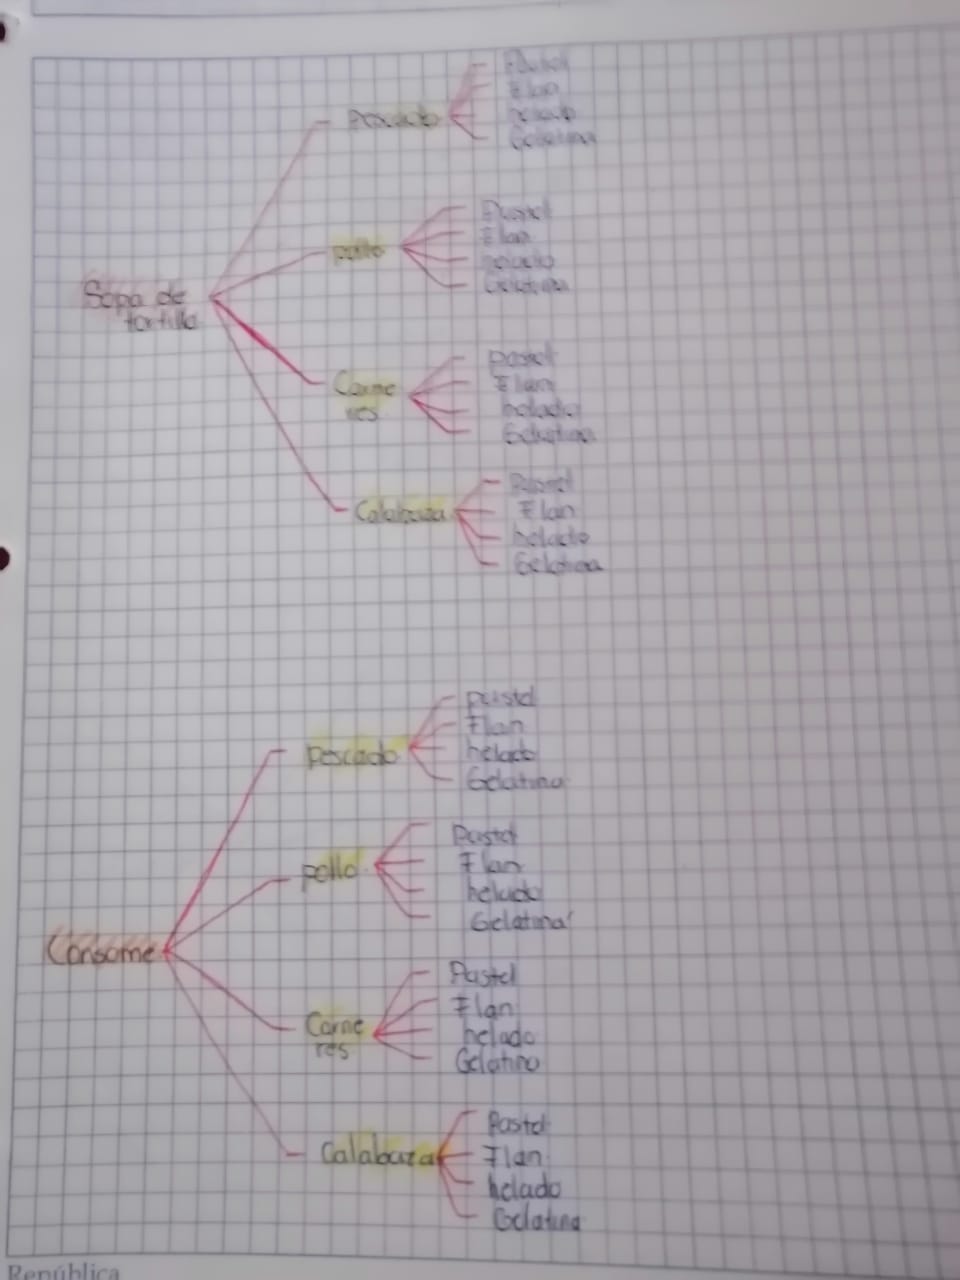 Pastel
Flan
Pescado
helado
Gelatina
Pastel
Flan
pollo
helado
Gelatina
Sopa de
tortilla
Pastel
Flan
Carne
res
helado
Gelatina
Pastel
Flan
Calabaza
helado
Gelatina
pastel
Flan
Pescado
helado
Gelatina
Pastel
Flan
pollo
helado
Gelatina
Consome
Pastel
Flan
Carne
res
helado
Gelatina
Pastel
Flan
Calabaza
helado
Gelatina
República